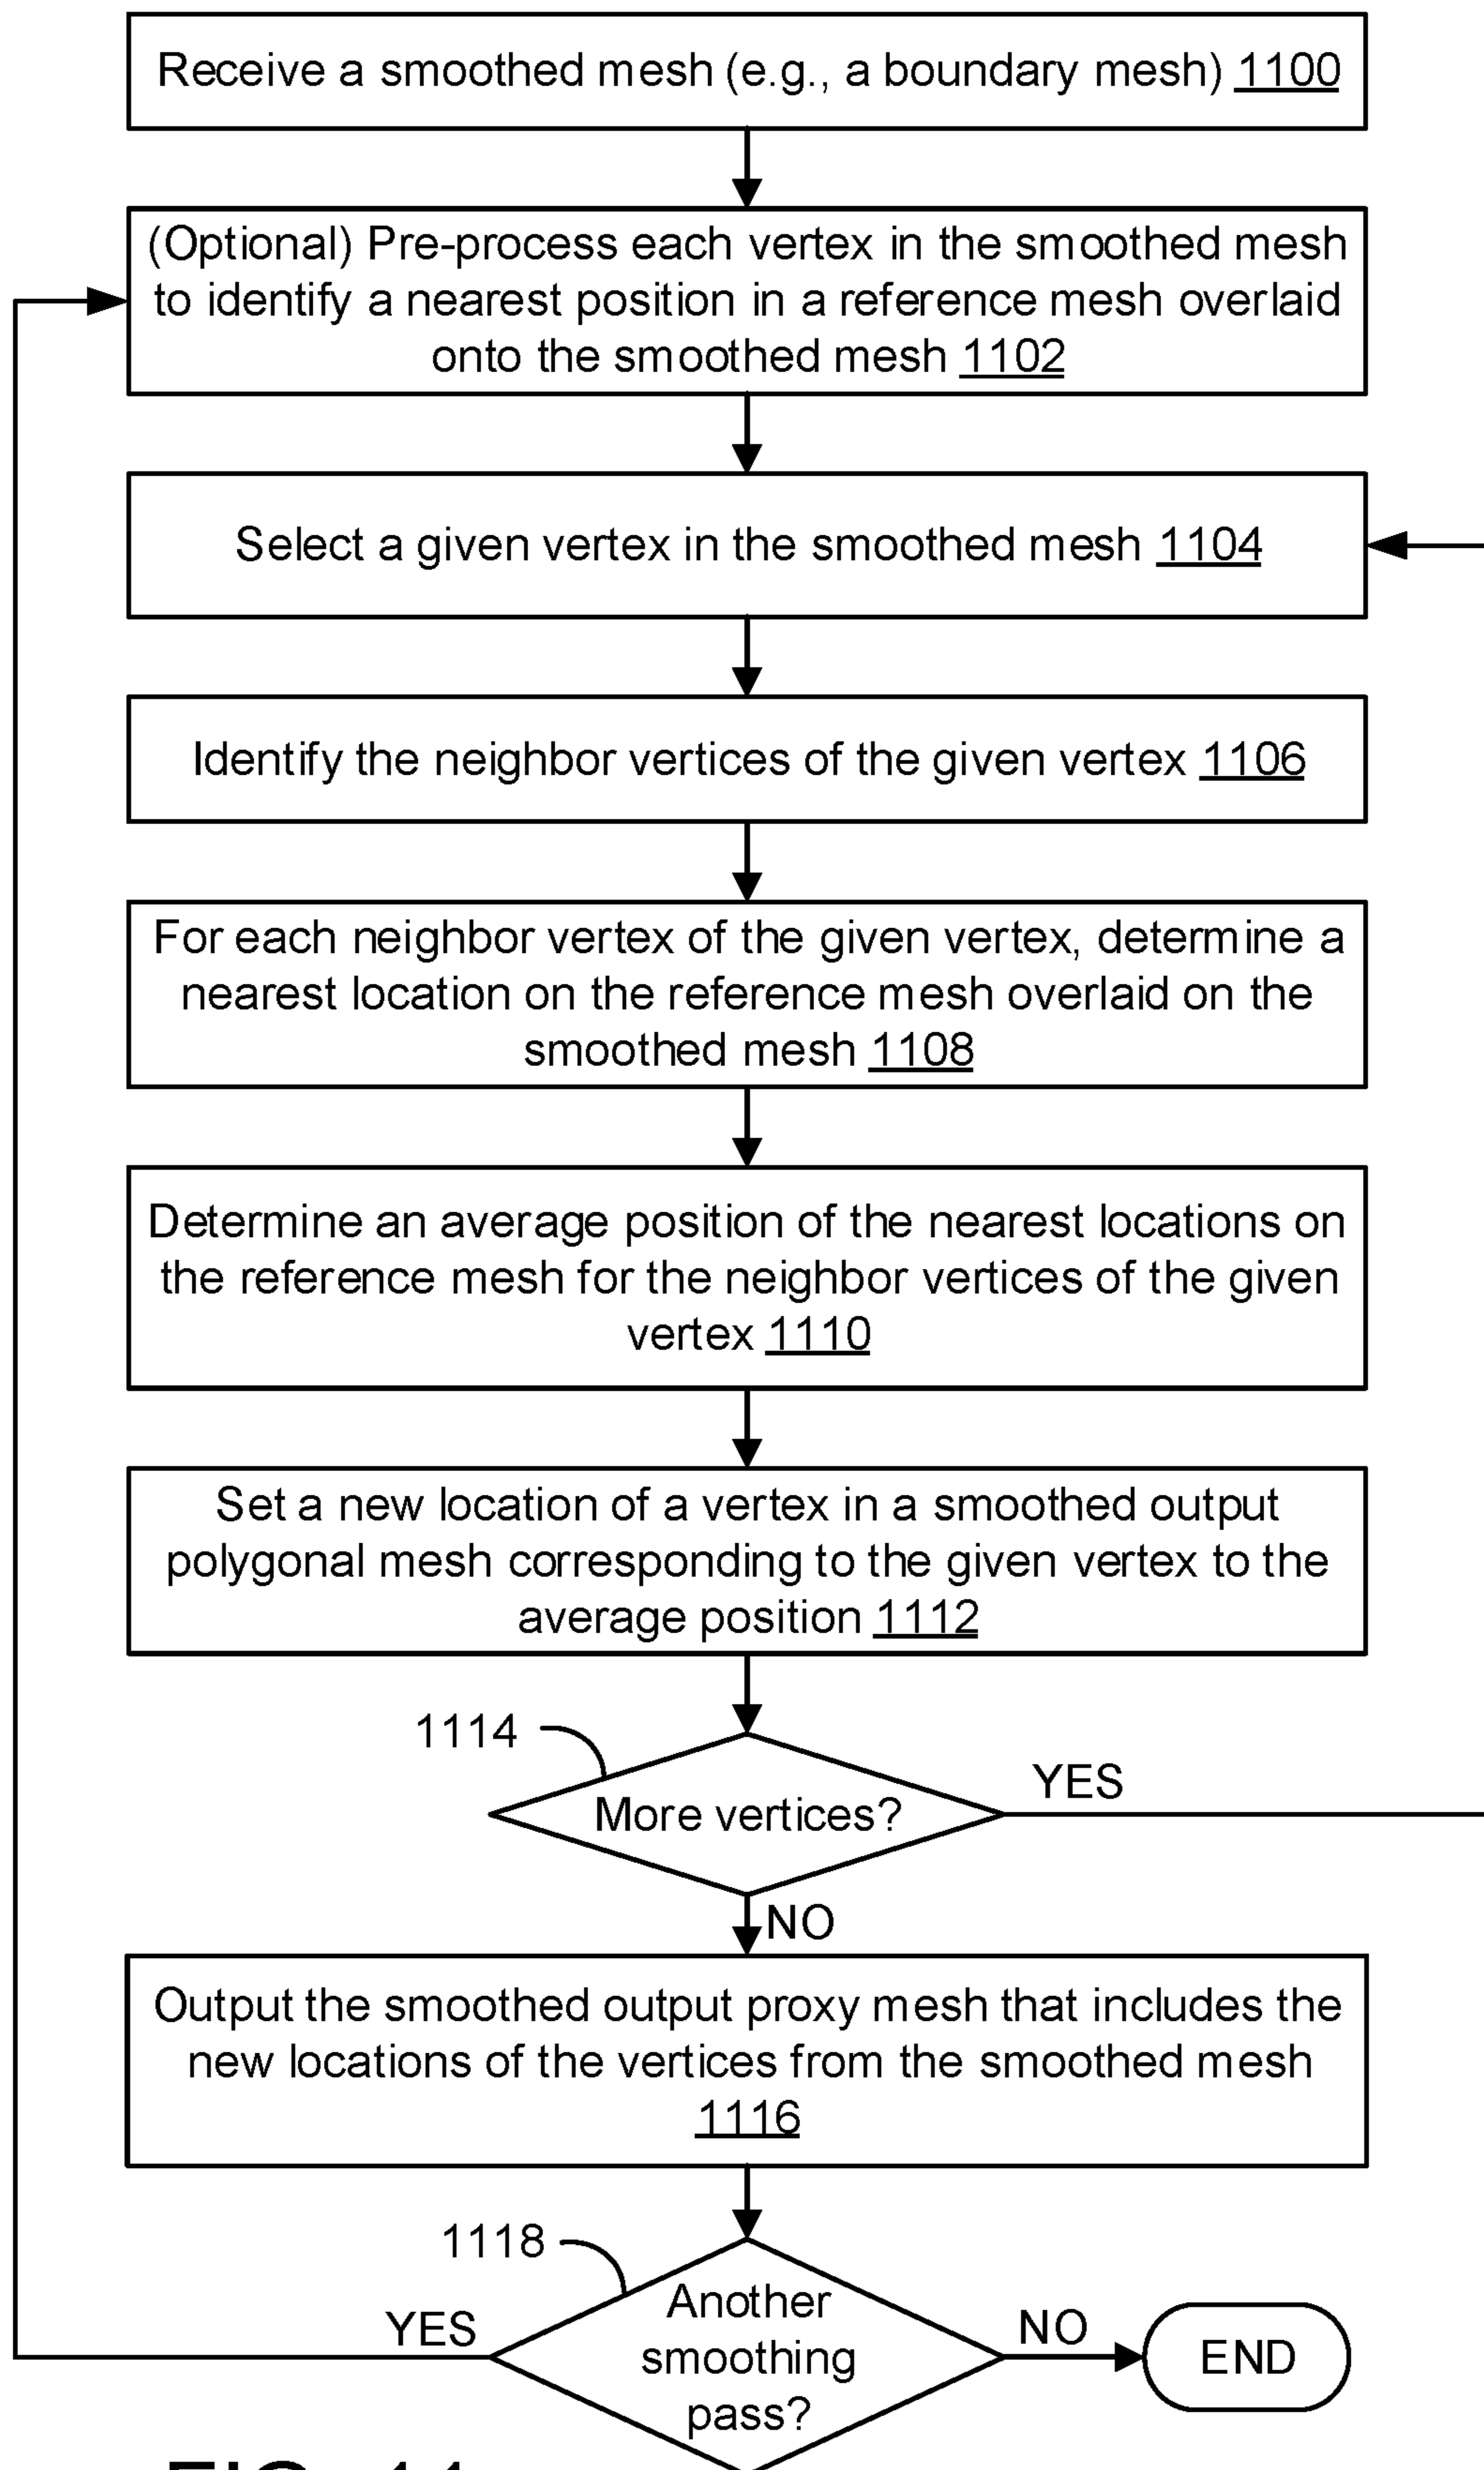 Receive a smoothed mesh (e.g., a boundary mesh) 1100
(Optional) Pre-process each vertex in the smoothed mesh
to identify a nearest position in a reference mesh overlaid
onto the smoothed mesh 1102
Select a given vertex in the smoothed mesh 1104
Identify the neighbor vertices of the given vertex 1106
For each neighbor vertex of the given vertex, determine a
nearest location on the reference mesh overlaid on the
smoothed mesh 1108
Determine an average position of the nearest locations on
the reference mesh for the neighbor vertices of the given
vertex 1110
Set a new location of a vertex in a smoothed output
polygonal mesh corresponding to the given vertex to the
average position 1112
1114
More vertices?
YES
NO
Output the smoothed output proxy mesh that includes the
new locations of the vertices from the smoothed mesh
1116
1118
Another
smoothing
pass?
YES
NO
END